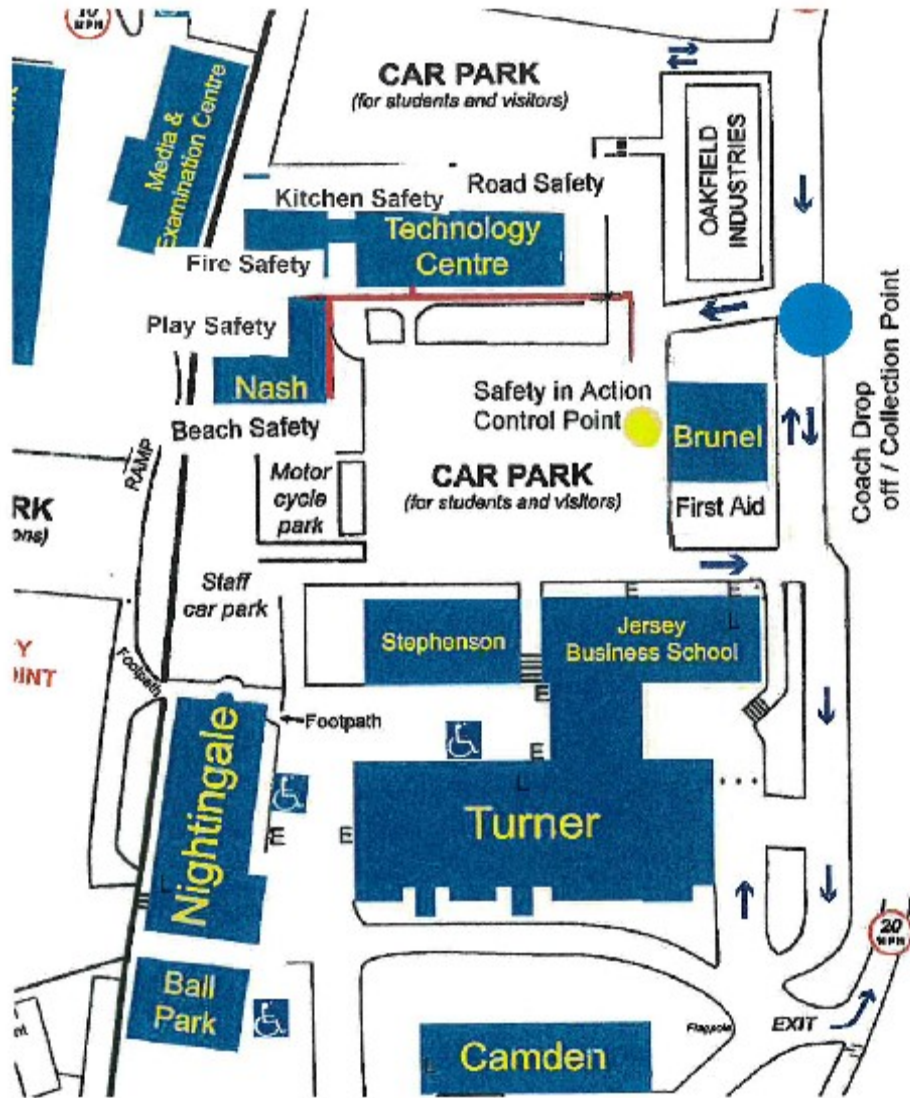 MPH
CAR PARK
(for students and visitors)
Media &
Examination Centre
OAKFIELD
INDUSTRIES
Road Safety
Kitchen Safety
Technology
Centre
Fire Safety
Play Safety
Nash
Safety in Action
Control Point
Brunel
Coach Drop
off / Collection Point
Beach Safety
RAMP
Motor
cycle
park
CAR PARK
(for students and visitors)
First Aid
RK
ons)
Staff
car park
Stephenson
Jersey
Business School
E
E
L
Y
INT
Footpath
Footpath
E
E
L
Nightingale
Turner
E
E
L
20
MPH
Ball
Park
Flagpole
EXIT
Camden
L